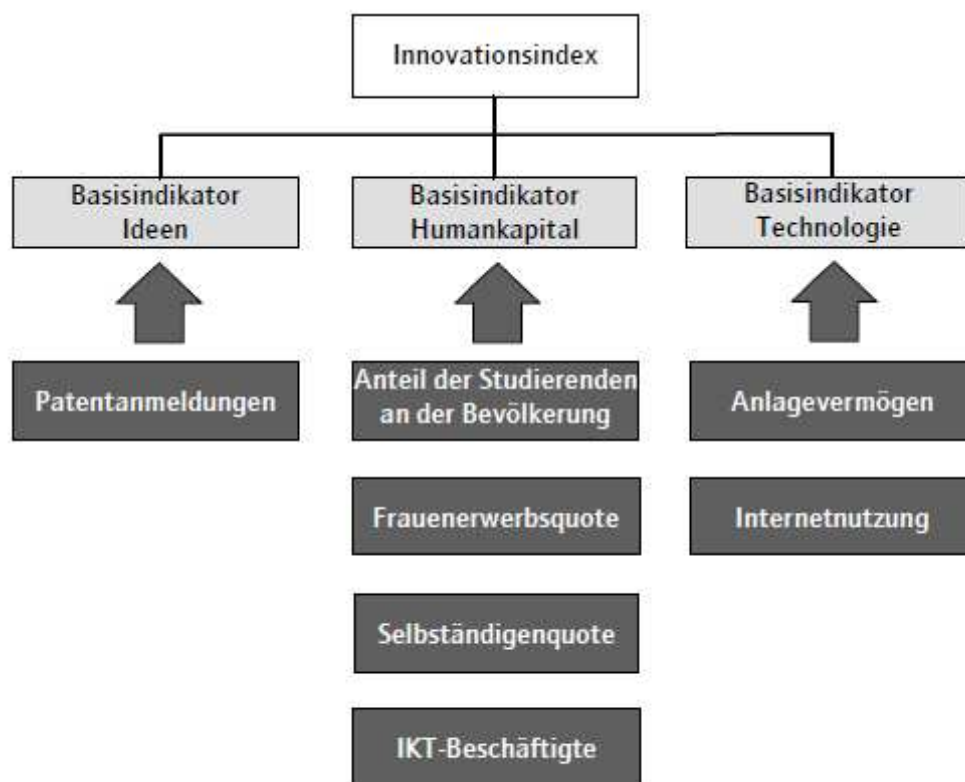 Innovationsindex
Basisindikator
Ideen
Basisindikator
Humankapital
Basisindikator
Technologie
Patentanmeldungen
Anteil der Studierenden
an der Bevölkerung
Anlagevermögen
Frauenerwerbsquote
Internetnutzung
Selbständigenquote
IKT-Beschäftigte